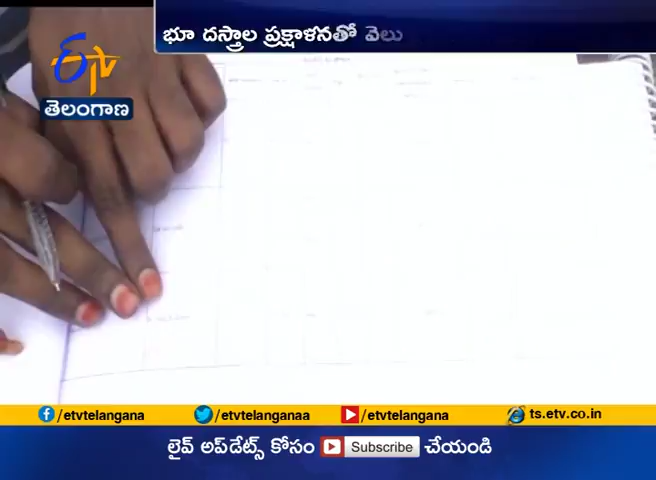 భూ దస్త్రాల ప్రక్షాళనతో వెలు
ETV
తెలంగాణ
/etvtelangana
/etvtelanganaa
/etvtelangana
ts.etv.co.in
లైవ్ అప్‌డేట్స్ కోసం Subscribe చేయండి